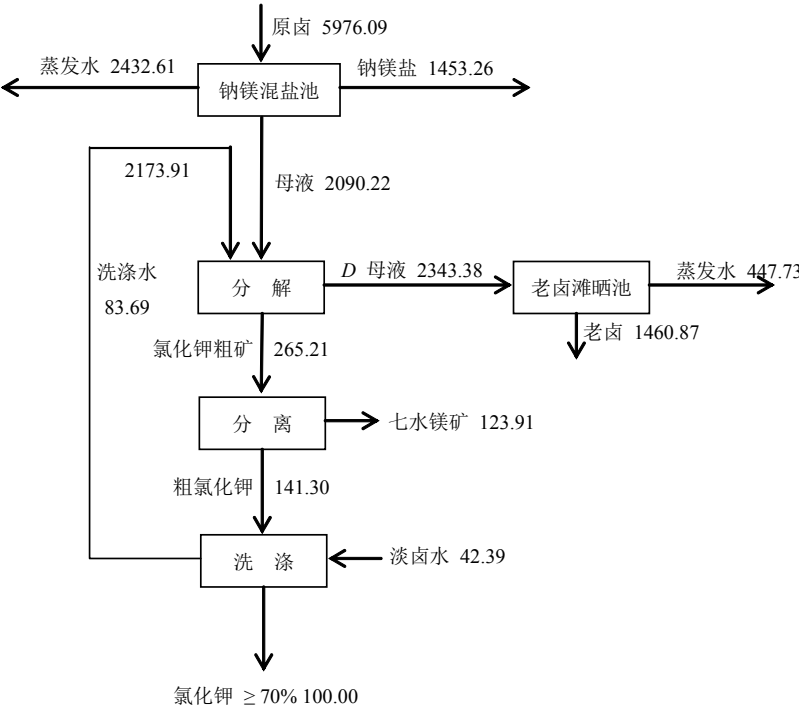 原卤 5976.09
蒸发水 2432.61
钠镁盐 1453.26
钠镁混盐池
2173.91
母液 2090.22
洗涤水
83.69
分 解
D 母液 2343.38
老卤滩晒池
蒸发水 447.73
老卤 1460.87
氯化钾粗矿 265.21
分 离
七水镁矿 123.91
粗氯化钾 141.30
洗 涤
淡卤水 42.39
氯化钾 ≥ 70% 100.00